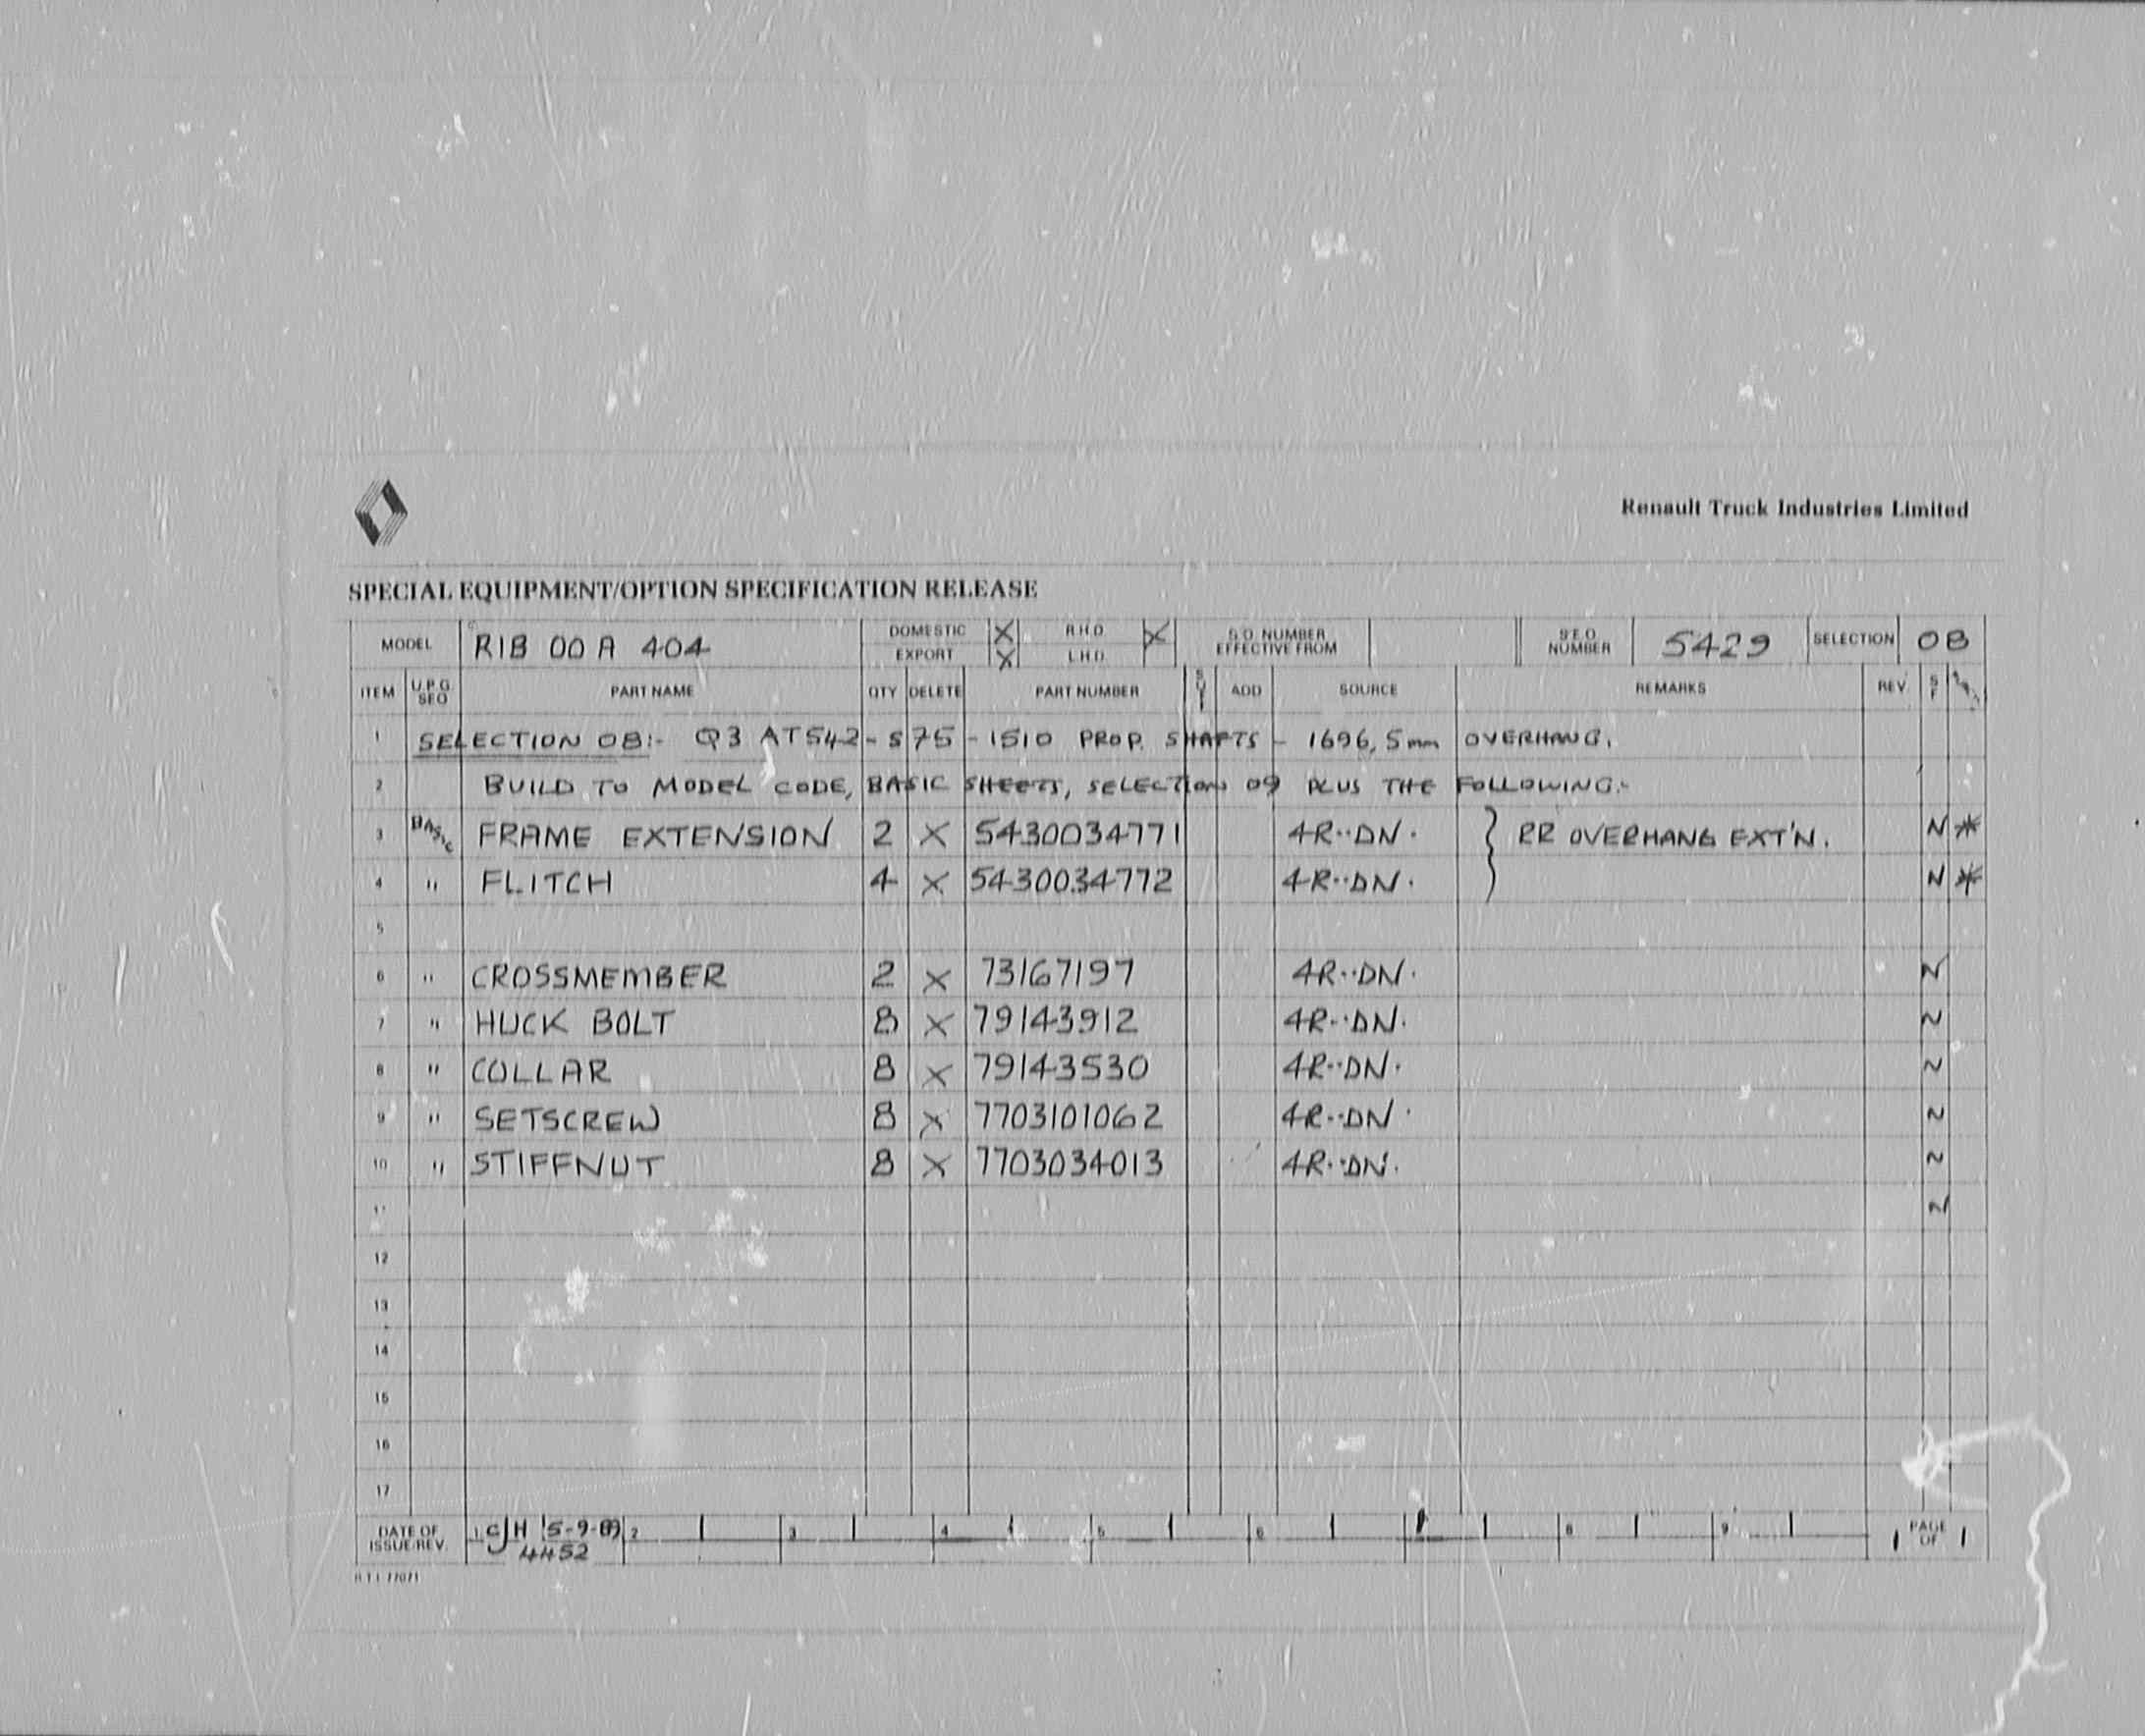 Renault Truck Industries Limited
SPECIAL EQUIPMENT/OPTION SPECIFICATION RELEASE
MODEL R1B 00 A 404 DOMESTIC X R.H.D. X S.O. NUMBER EFFECTIVE FROM S.E.O. NUMBER 5429 SELECTION 08
EXPORT X L.H.D.
ITEM U.P.G. SEQ PART NAME QTY DELETE PART NUMBER ADD SOURCE REMARKS REV.
1 SELECTION 08:- Q3 AT542 - S75 - 1510 PROP. SHAFTS - 1696,5mm OVERHANG.
2 BUILD TO MODEL CODE, BASIC SHEETS, SELECTION 09 PLUS THE FOLLOWING:-
3 BASIC FRAME EXTENSION 2 X 5430034771 4R··DN. } RR OVERHANG EXT'N. N *
4 " FLITCH 4 X 5430034772 4R··DN. N *
5
6 " CROSSMEMBER 2 X 73167197 4R··DN. N
7 " HUCK BOLT 8 X 79143912 4R··DN. N
8 " COLLAR 8 X 79143530 4R··DN. N
9 " SETSCREW 8 X 7703101062 4R··DN. N
10 " STIFFNUT 8 X 7703034013 4R··DN. N
11 N
12
13
14
15
16
17
DATE OF ISSUE/REV. 1 CJH 2 3 4 5 6 8 9 1 PAGE OF 1
4452
R.T.I. 77071